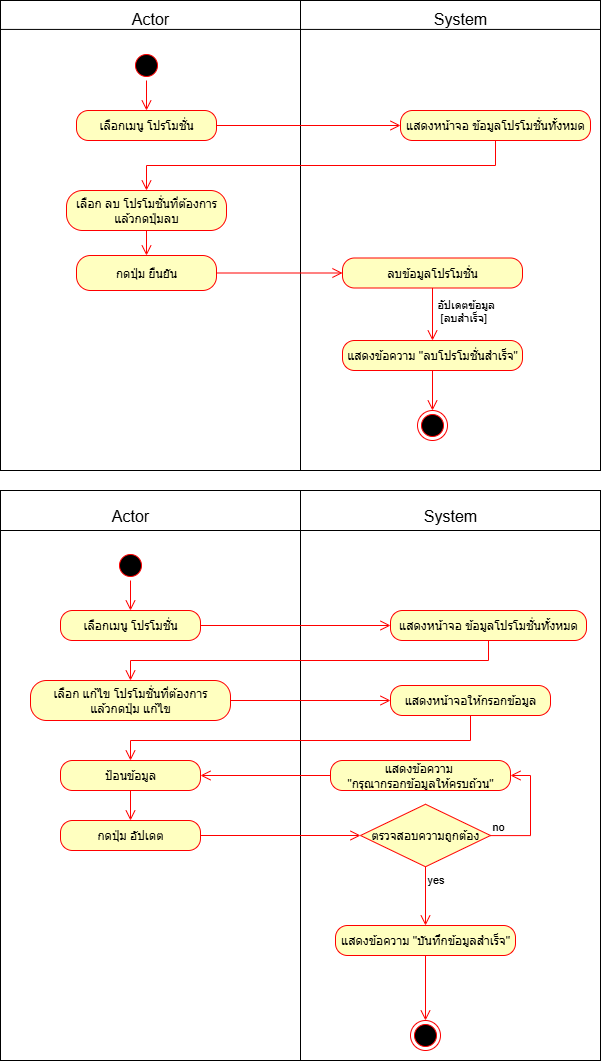 Actor
System
เลือกเมนู โปรโมชั่น
แสดงหน้าจอ ข้อมูลโปรโมชั่นทั้งหมด
เลือก ลบ โปรโมชั่นที่ต้องการ
แล้วกดปุ่มลบ
กดปุ่ม ยืนยัน
ลบข้อมูลโปรโมชั่น
อัปเดตข้อมูล
[ลบสำเร็จ]
แสดงข้อความ "ลบโปรโมชั่นสำเร็จ"
Actor
System
เลือกเมนู โปรโมชั่น
แสดงหน้าจอ ข้อมูลโปรโมชั่นทั้งหมด
เลือก แก้ไข โปรโมชั่นที่ต้องการ
แล้วกดปุ่ม แก้ไข
แสดงหน้าจอให้กรอกข้อมูล
ป้อนข้อมูล
แสดงข้อความ
"กรุณากรอกข้อมูลให้ครบถ้วน"
กดปุ่ม อัปเดต
ตรวจสอบความถูกต้อง
no
yes
แสดงข้อความ "บันทึกข้อมูลสำเร็จ"